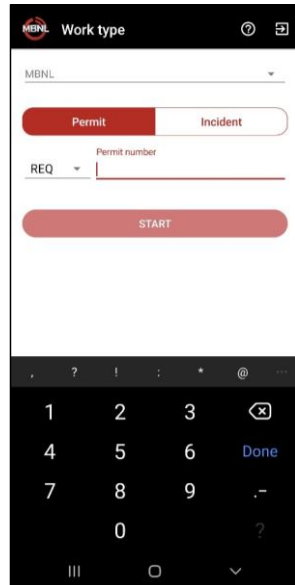 MBNL Work type
MBNL
Permit Incident
Permit number
REQ
START
, ? ! : * @ ...
1 2 3
4 5 6 Done
7 8 9 .-
0 ?